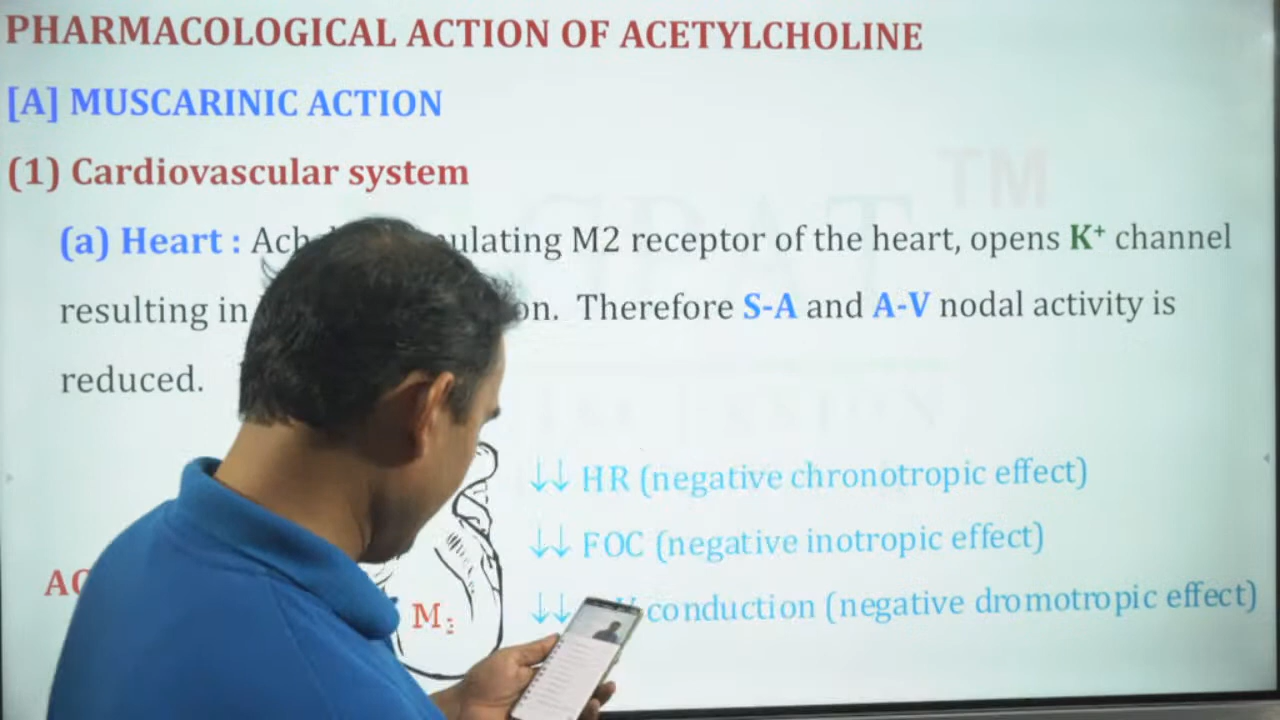 PHARMACOLOGICAL ACTION OF ACETYLCHOLINE
[A] MUSCARINIC ACTION
(1) Cardiovascular system
(a) Heart : Ach ulating M2 receptor of the heart, opens K⁺ channel
resulting in on. Therefore S-A and A-V nodal activity is
reduced.
↓↓ HR (negative chronotropic effect)
↓↓ FOC (negative inotropic effect)
↓↓ conduction (negative dromotropic effect)
M₂